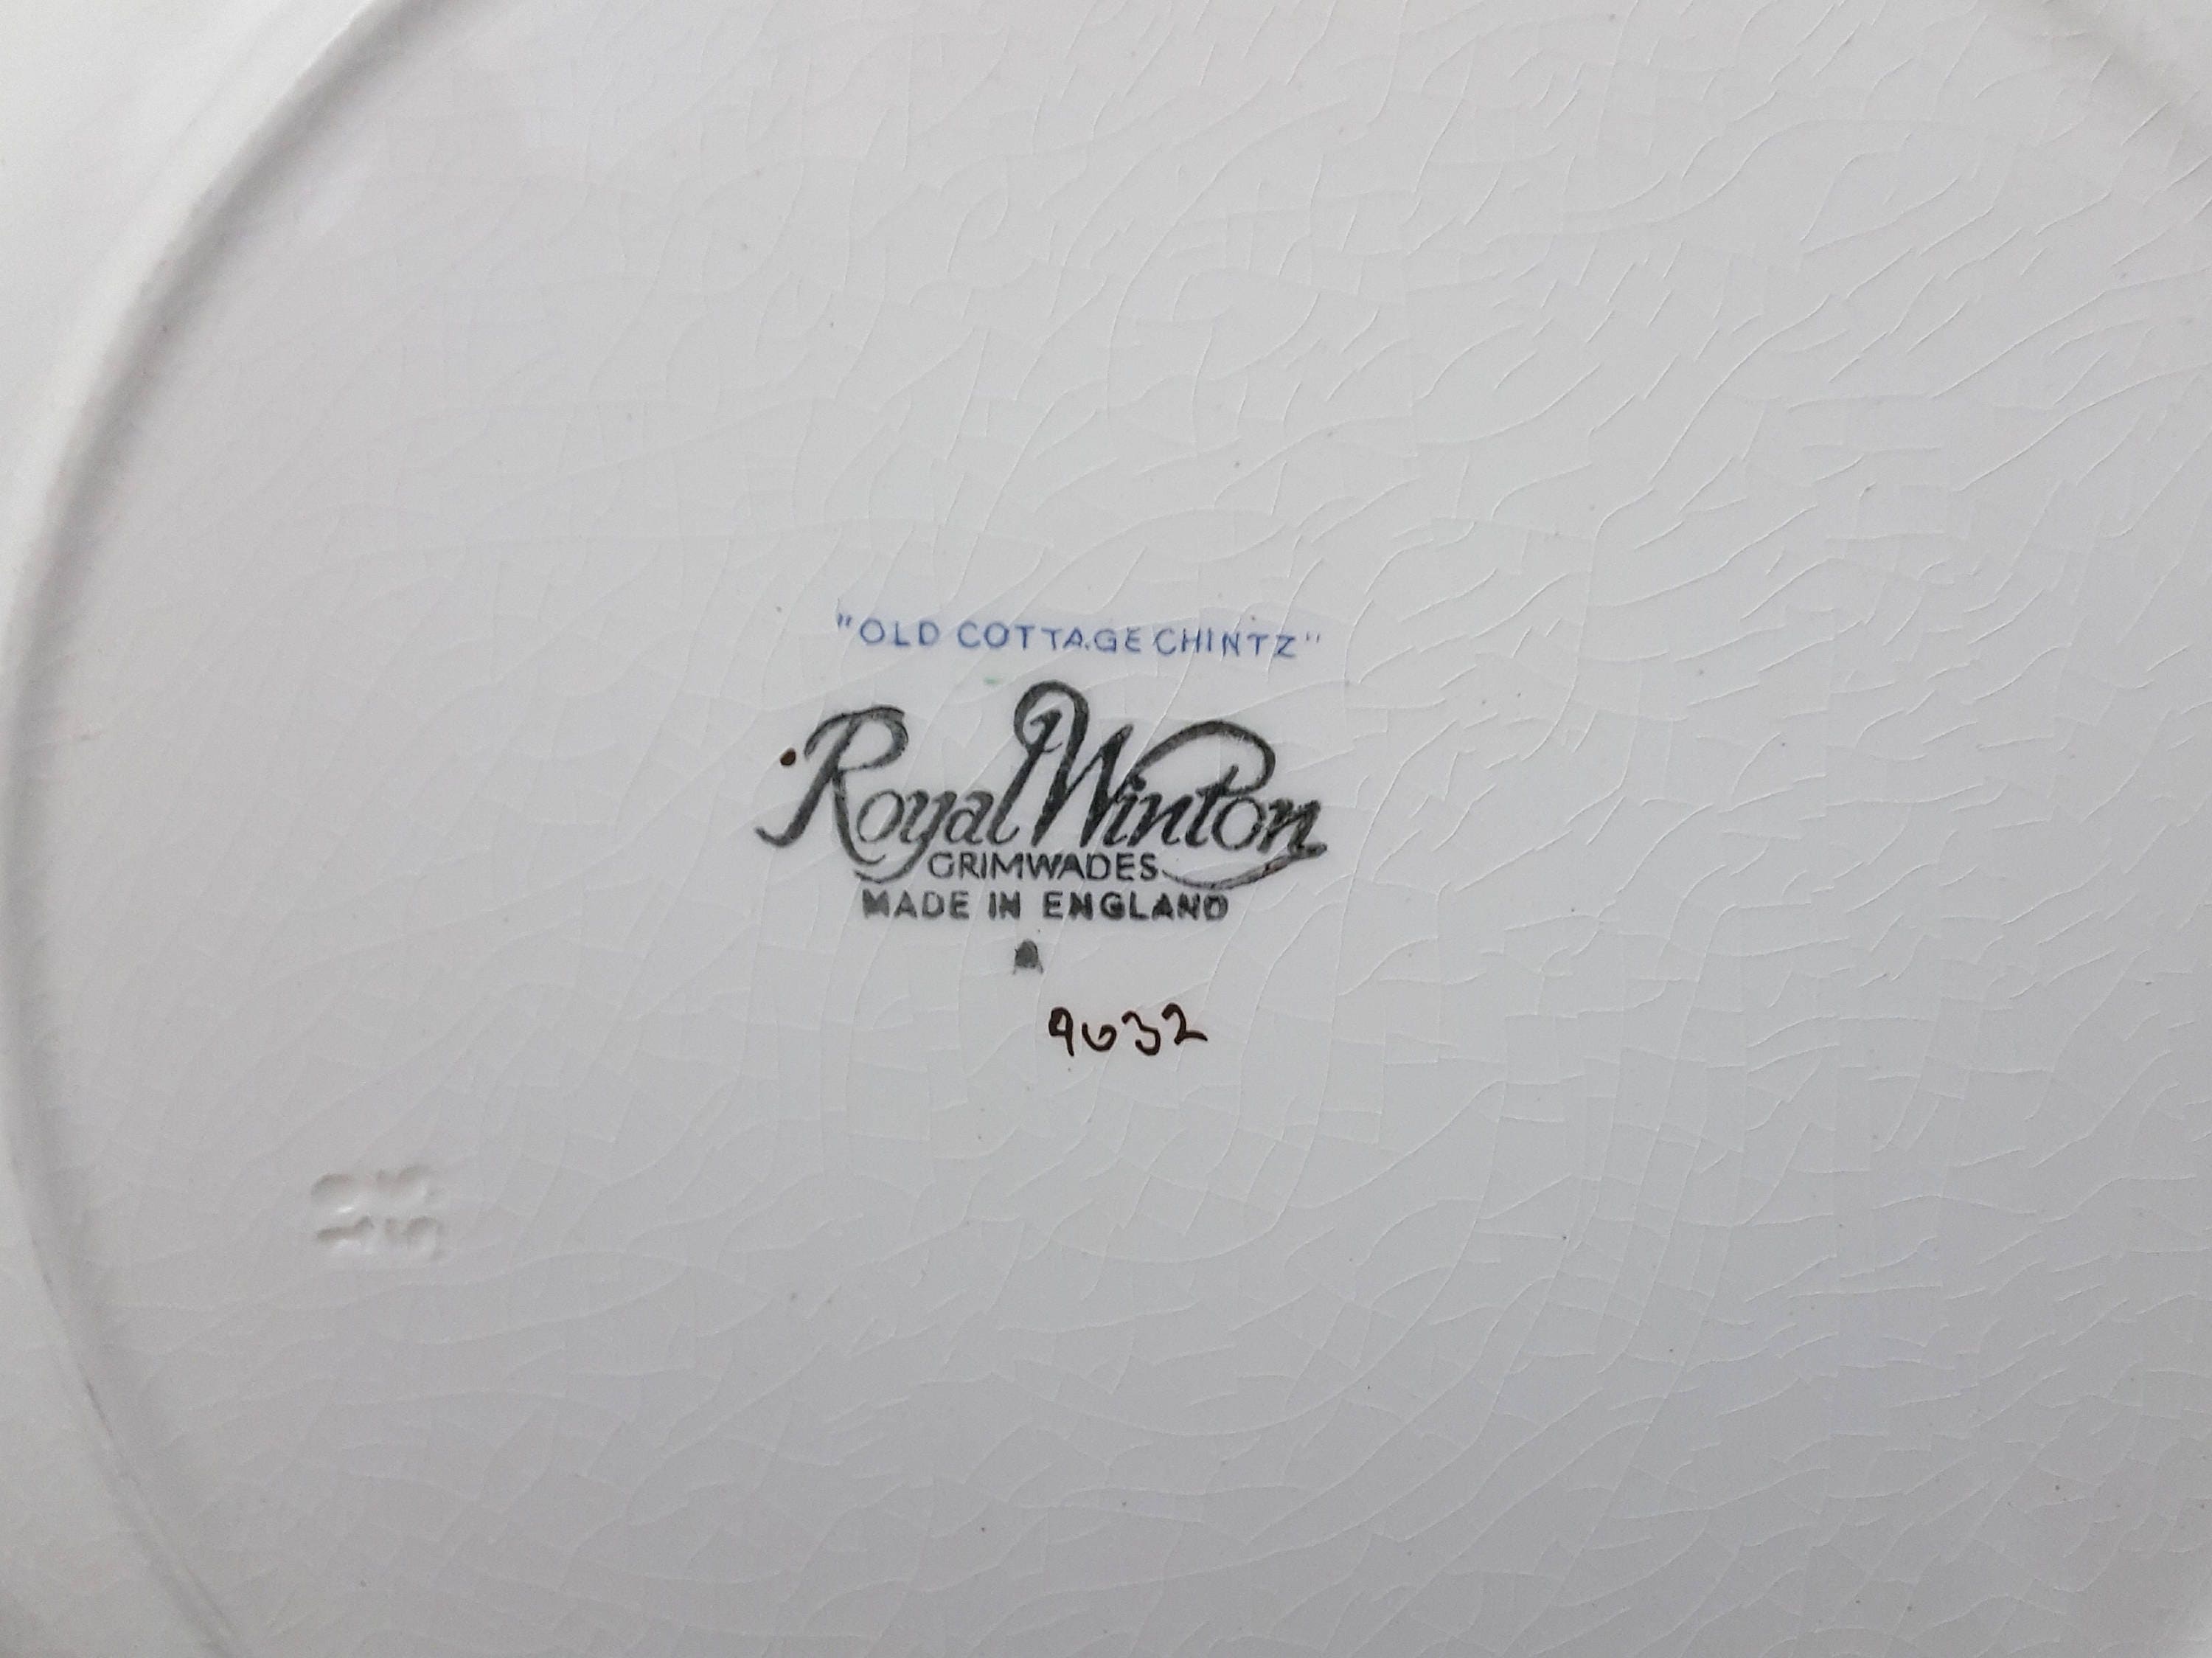 "OLD COTTAGE CHINTZ"
Royal Winton
GRIMWADES
MADE IN ENGLAND
9632